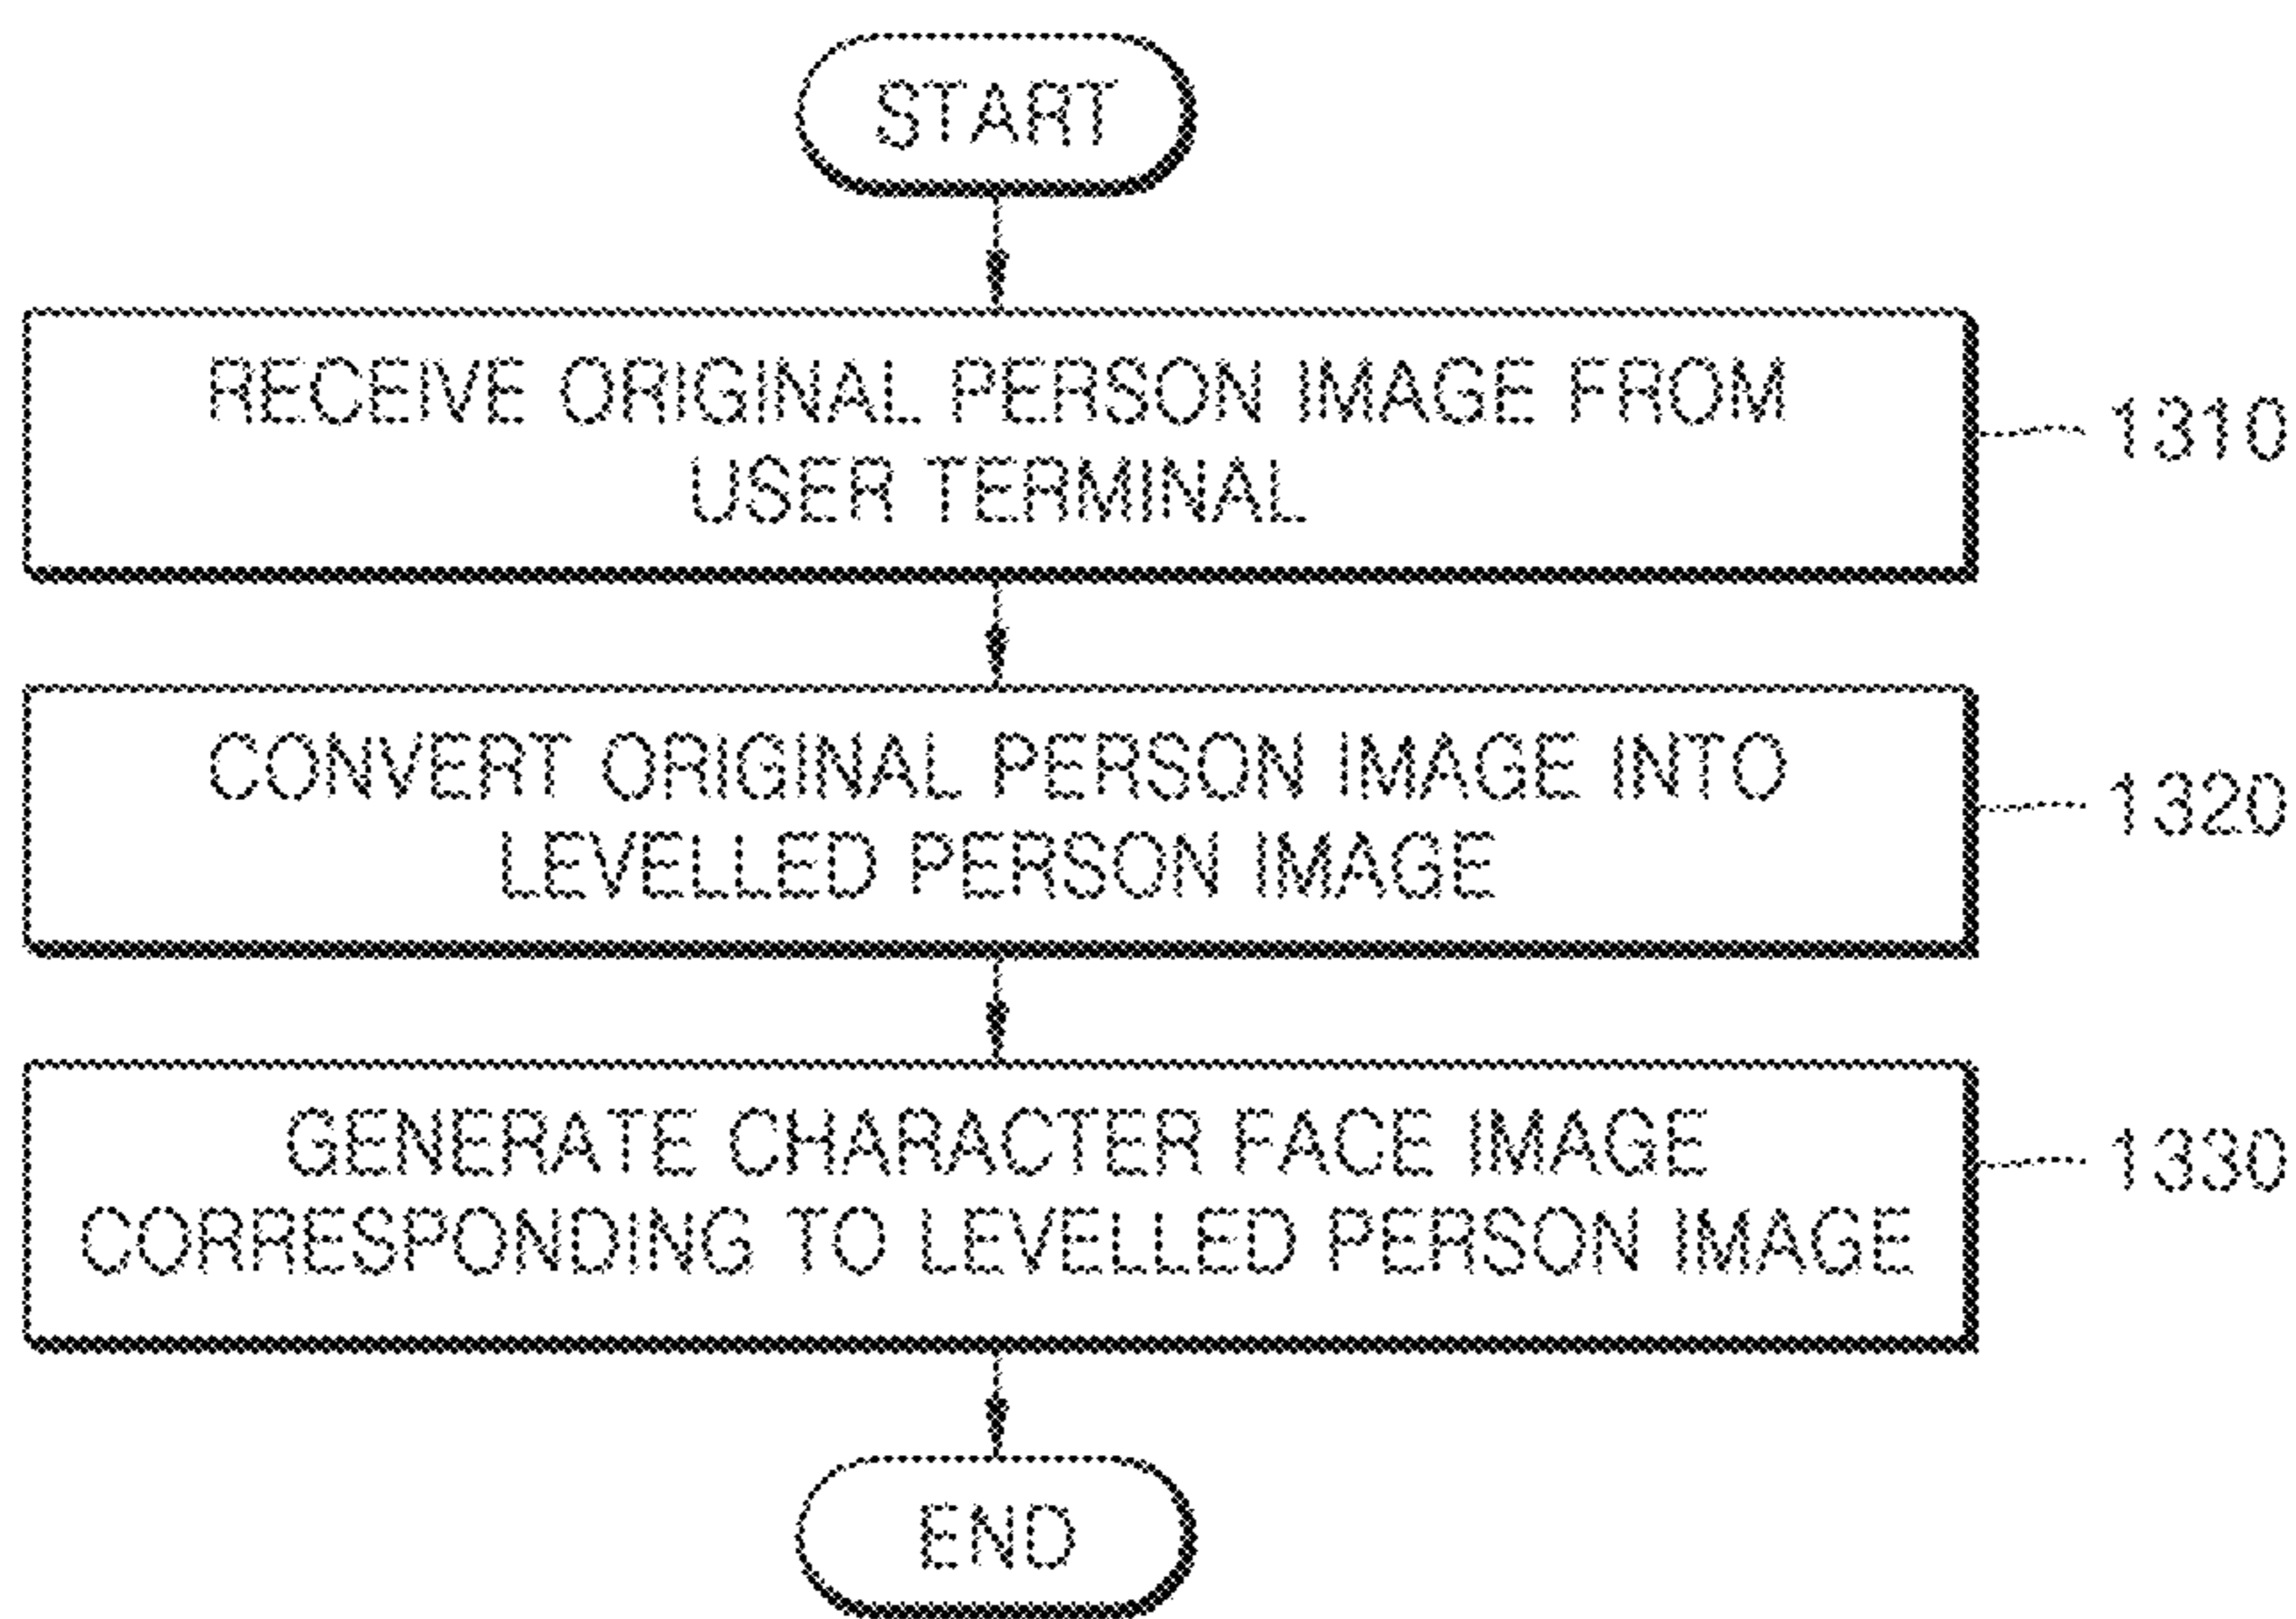 START
RECEIVE ORIGINAL PERSON IMAGE FROM
USER TERMINAL
1310
CONVERT ORIGINAL PERSON IMAGE INTO
LEVELLED PERSON IMAGE
1320
GENERATE CHARACTER FACE IMAGE
CORRESPONDING TO LEVELLED PERSON IMAGE
1330
END